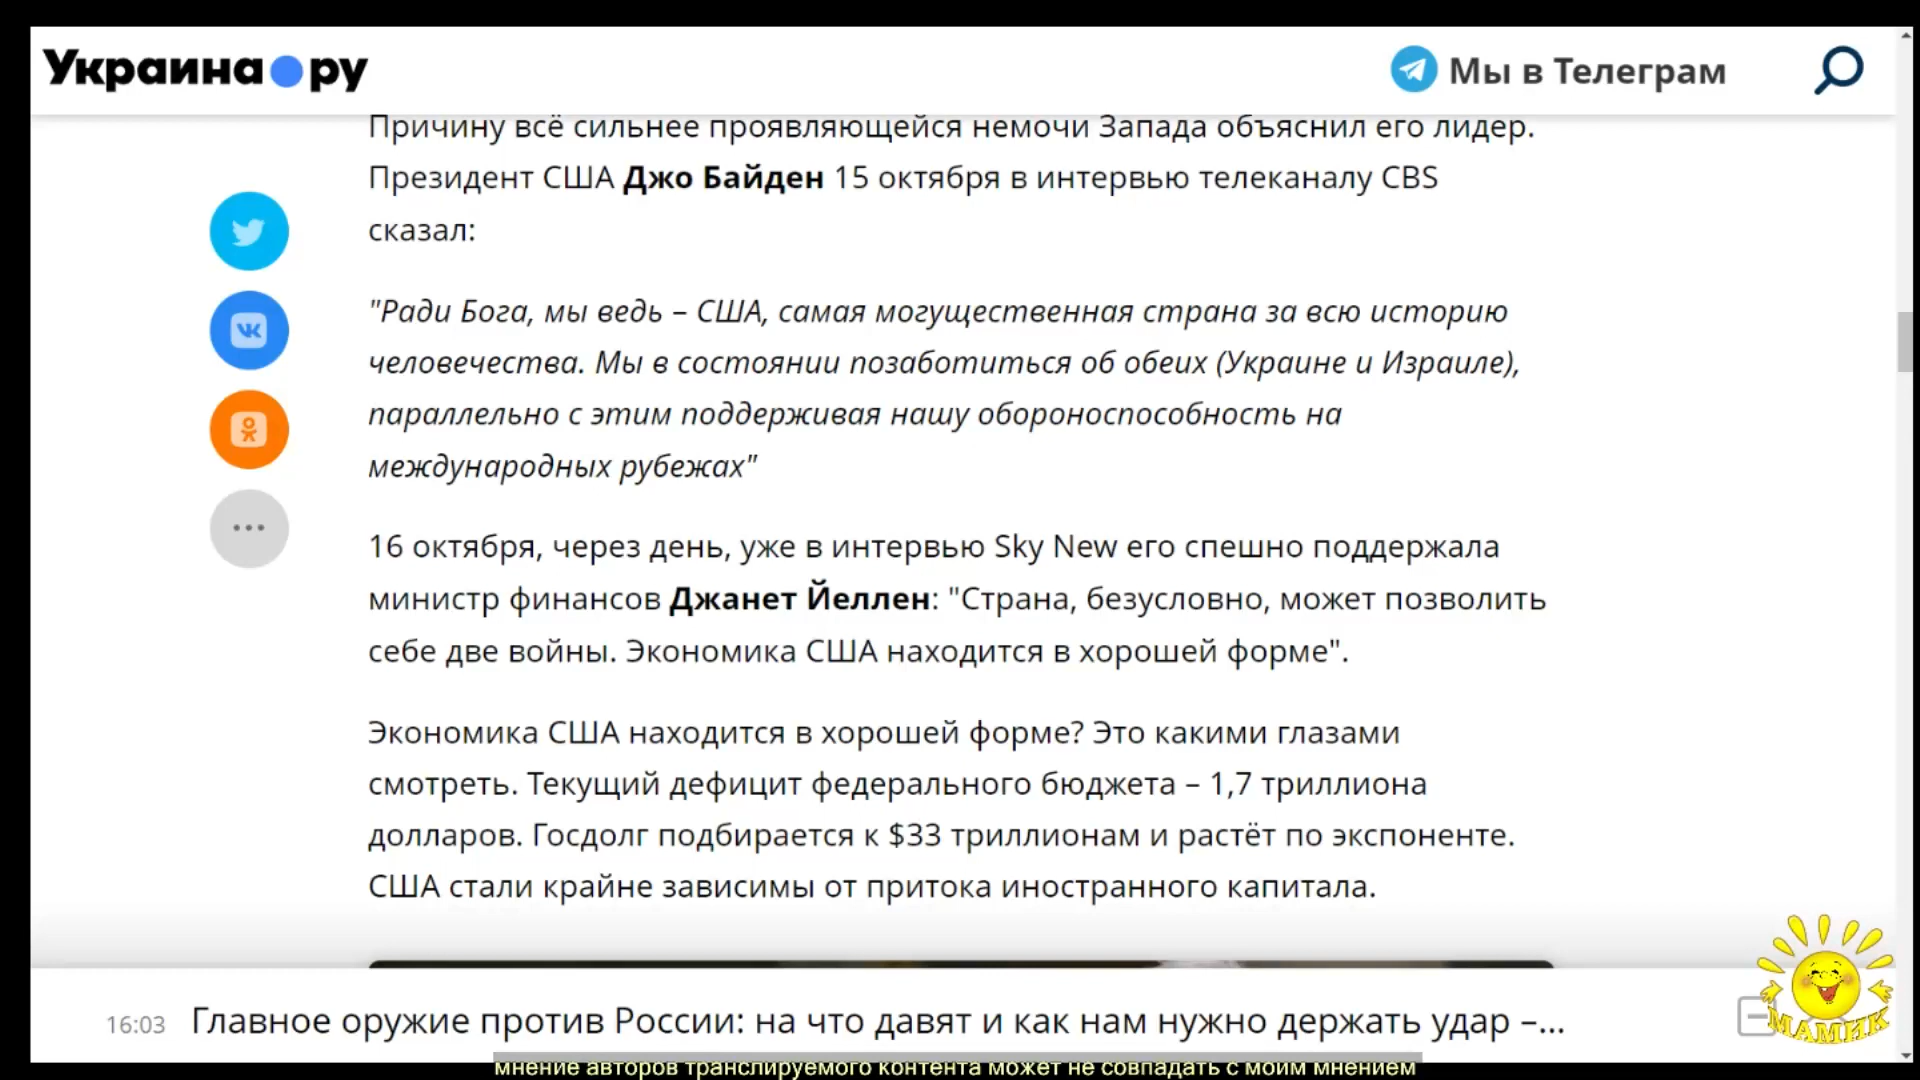 Украина ру
Мы в Телеграм
Причину всё сильнее проявляющейся немочи Запада объяснил его лидер.
Президент США Джо Байден 15 октября в интервью телеканалу CBS
сказал:
"Ради Бога, мы ведь – США, самая могущественная страна за всю историю
человечества. Мы в состоянии позаботиться об обеих (Украине и Израиле),
параллельно с этим поддерживая нашу обороноспособность на
международных рубежах"
16 октября, через день, уже в интервью Sky New его спешно поддержала
министр финансов Джанет Йеллен: "Страна, безусловно, может позволить
себе две войны. Экономика США находится в хорошей форме".
Экономика США находится в хорошей форме? Это какими глазами
смотреть. Текущий дефицит федерального бюджета – 1,7 триллиона
долларов. Госдолг подбирается к $33 триллионам и растёт по экспоненте.
США стали крайне зависимы от притока иностранного капитала.
16:03 Главное оружие против России: на что давят и как нам нужно держать удар –...
МАМИК
мнение авторов транслируемого контента может не совпадать с моим мнением